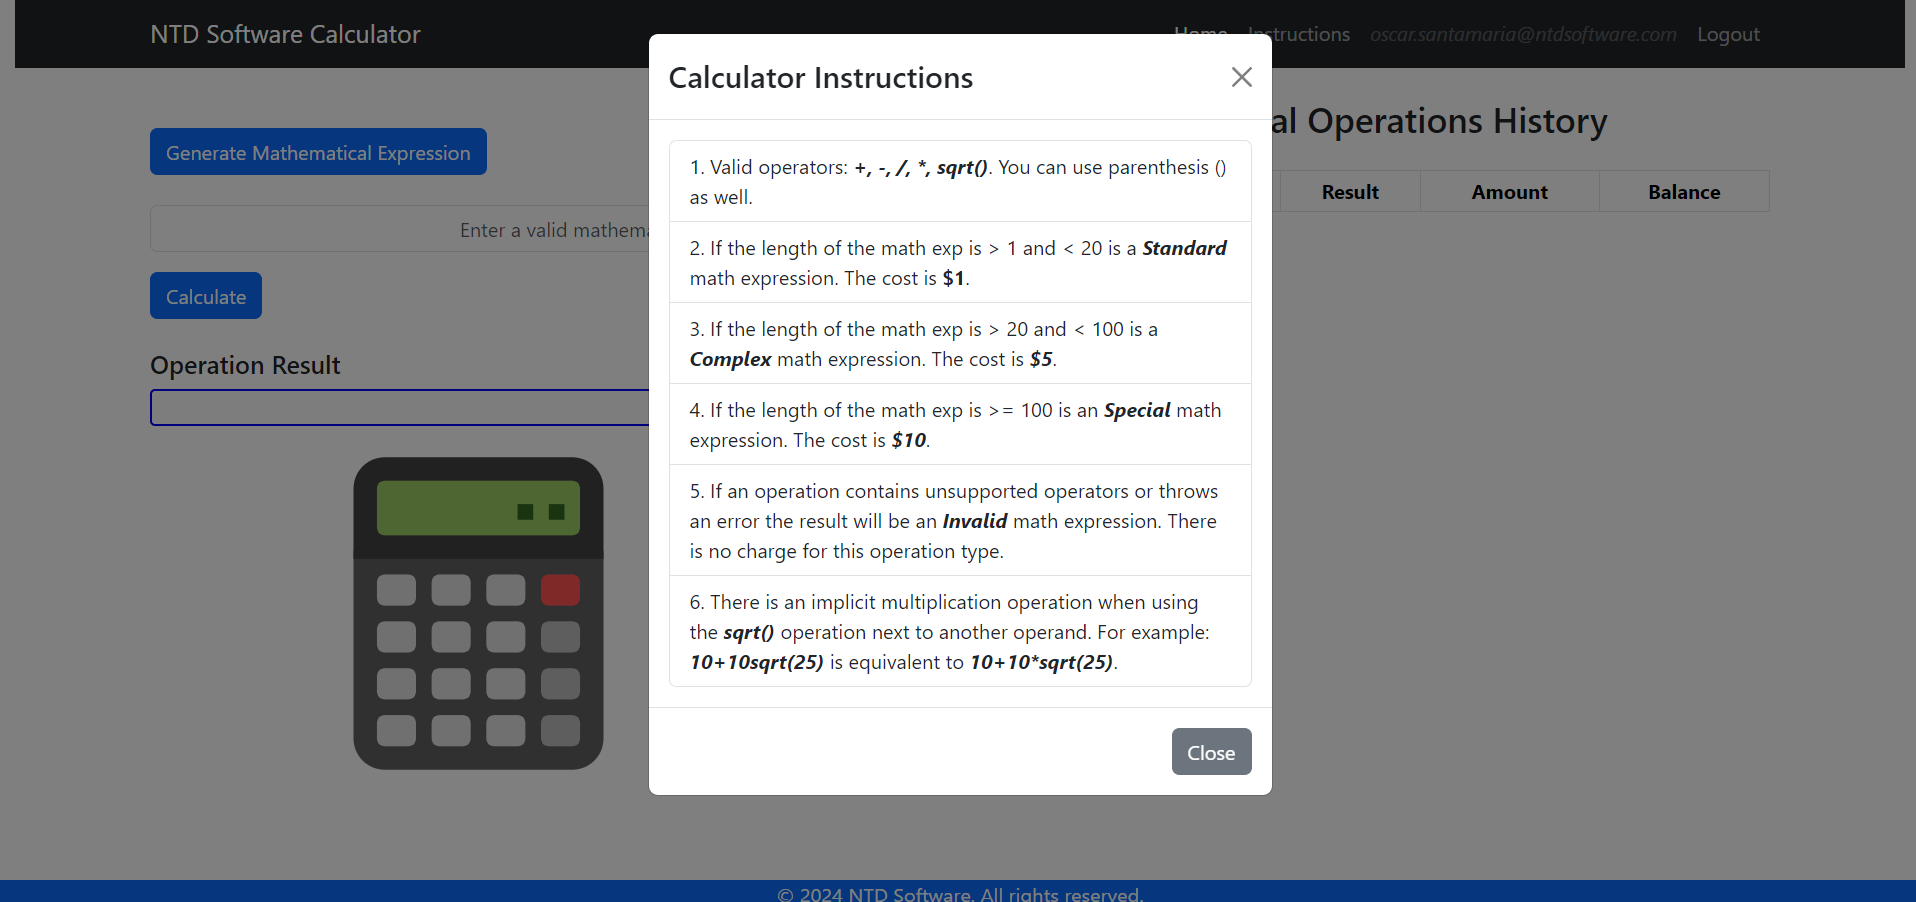 NTD Software Calculator
Home Instructions oscar.santamaria@ntdsoftware.com Logout
Generate Mathematical Expression
Enter a valid mathema
Calculate
Operation Result
Calculator Instructions
1. Valid operators: +, -, /, *, sqrt(). You can use parenthesis ()
as well.
2. If the length of the math exp is > 1 and < 20 is a Standard
math expression. The cost is $1.
3. If the length of the math exp is > 20 and < 100 is a
Complex math expression. The cost is $5.
4. If the length of the math exp is >= 100 is an Special math
expression. The cost is $10.
5. If an operation contains unsupported operators or throws
an error the result will be an Invalid math expression. There
is no charge for this operation type.
6. There is an implicit multiplication operation when using
the sqrt() operation next to another operand. For example:
10+10sqrt(25) is equivalent to 10+10*sqrt(25).
Close
al Operations History
Result Amount Balance
© 2024 NTD Software. All rights reserved.